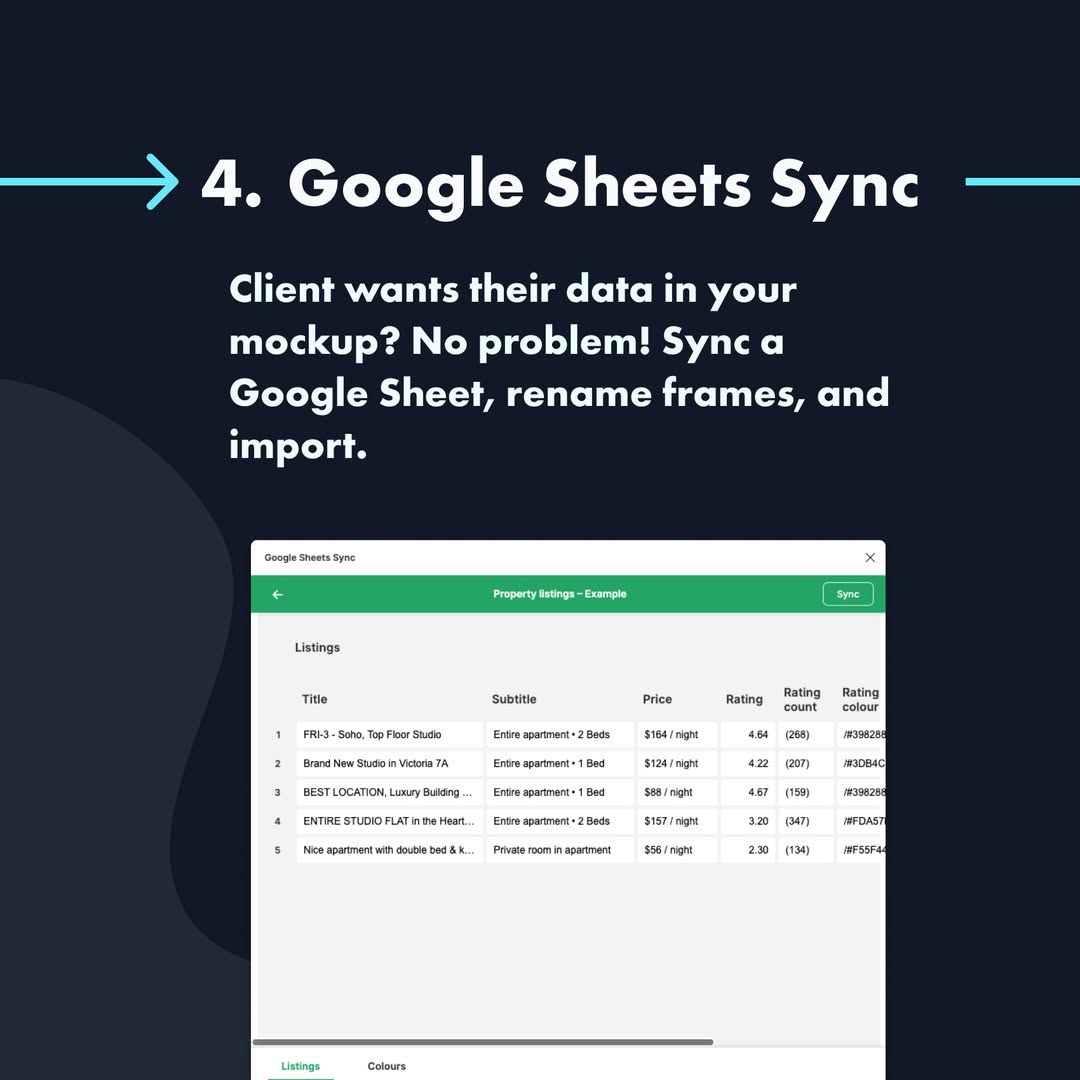 4. Google Sheets Sync
Client wants their data in your
mockup? No problem! Sync a
Google Sheet, rename frames, and
import.
Google Sheets Sync
Property listings – Example
Sync
Listings
Title Subtitle Price Rating Rating count Rating colour
1 FRI-3 - Soho, Top Floor Studio Entire apartment • 2 Beds $164 / night 4.64 (268) /#398288
2 Brand New Studio in Victoria 7A Entire apartment • 1 Bed $124 / night 4.22 (207) /#3DB4C
3 BEST LOCATION, Luxury Building ... Entire apartment • 1 Bed $88 / night 4.67 (159) /#398288
4 ENTIRE STUDIO FLAT in the Heart... Entire apartment • 2 Beds $157 / night 3.20 (347) /#FDA57
5 Nice apartment with double bed & k... Private room in apartment $56 / night 2.30 (134) /#F55F44
Listings Colours